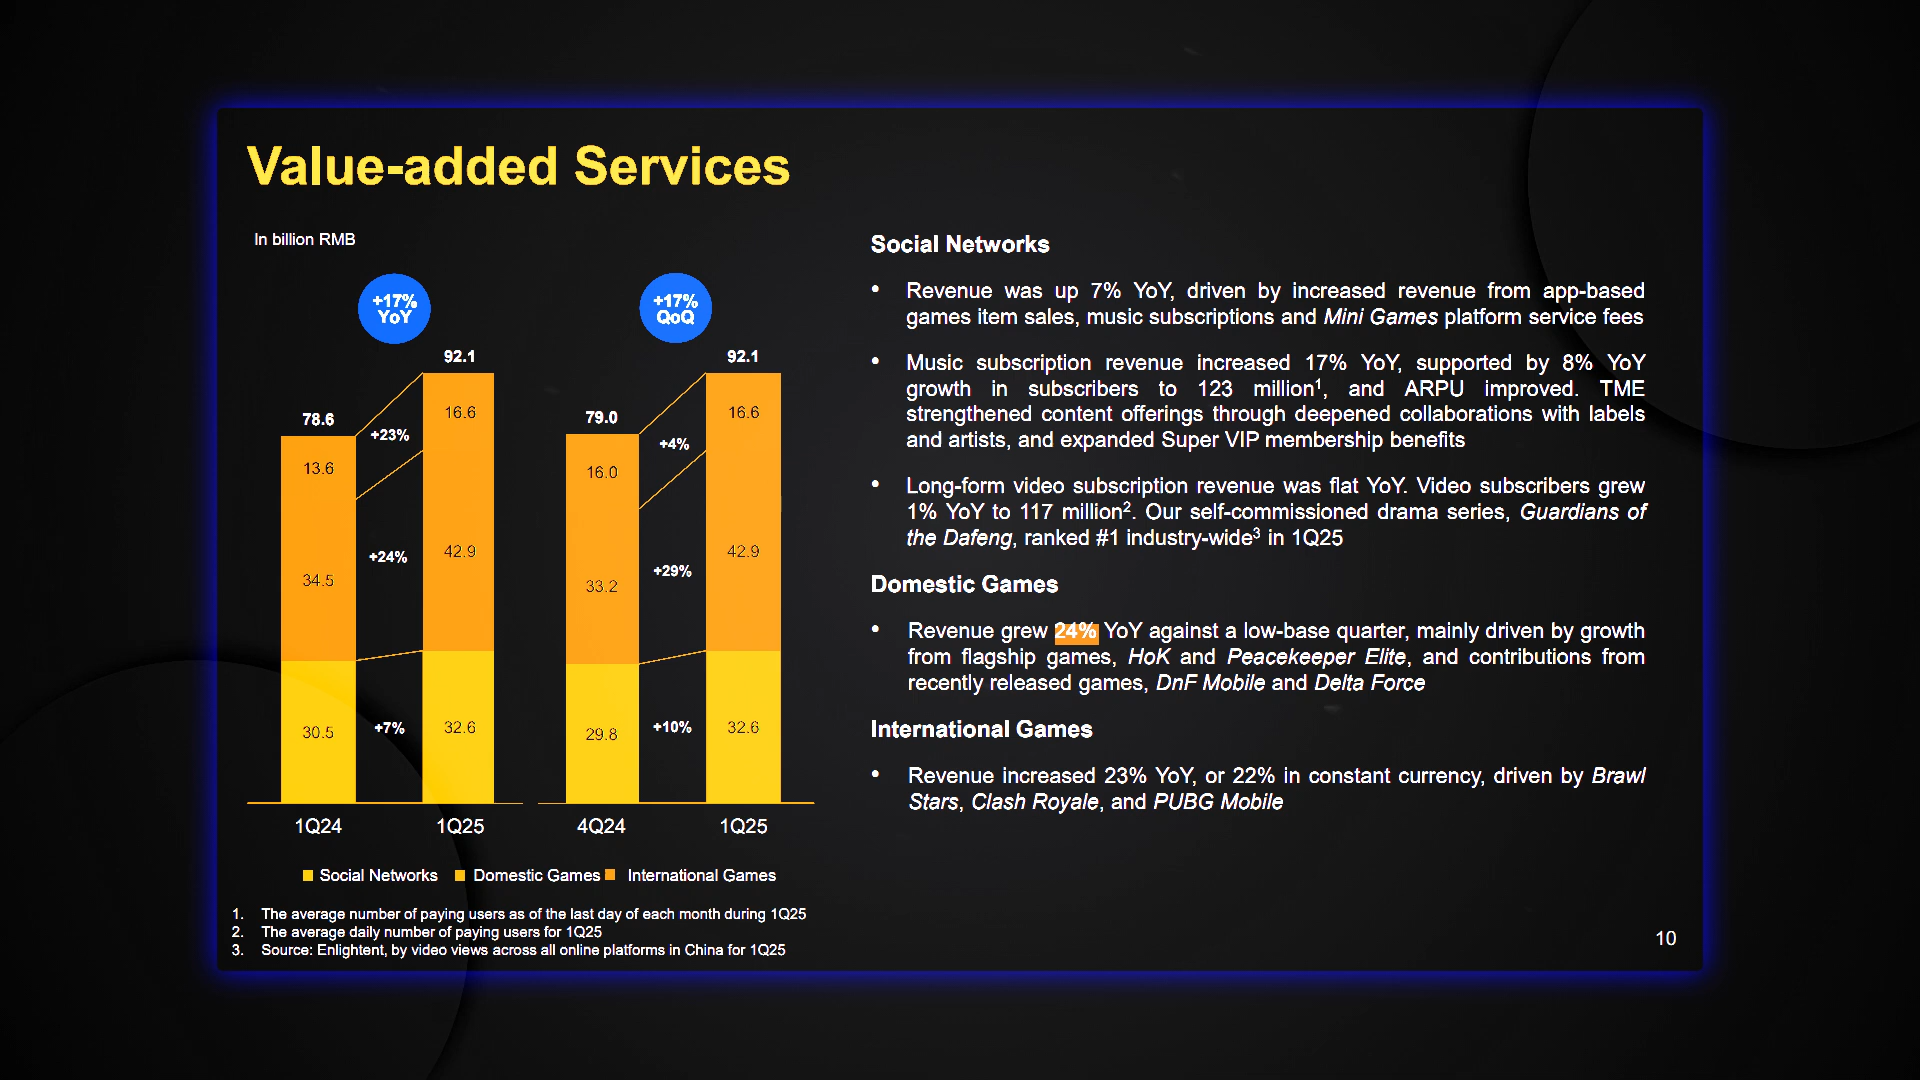 Value-added Services
In billion RMB
+17%
YoY
+17%
QoQ
92.1
92.1
78.6
79.0
16.6
16.6
+23%
+4%
13.6
16.0
42.9
42.9
+24%
+29%
34.5
33.2
30.5
+7%
32.6
29.8
+10%
32.6
1Q24
1Q25
4Q24
1Q25
Social Networks
Domestic Games
International Games
1. The average number of paying users as of the last day of each month during 1Q25
2. The average daily number of paying users for 1Q25
3. Source: Enlightent, by video views across all online platforms in China for 1Q25
Social Networks
• Revenue was up 7% YoY, driven by increased revenue from app-based
games item sales, music subscriptions and Mini Games platform service fees
• Music subscription revenue increased 17% YoY, supported by 8% YoY
growth in subscribers to 123 million¹, and ARPU improved. TME
strengthened content offerings through deepened collaborations with labels
and artists, and expanded Super VIP membership benefits
• Long-form video subscription revenue was flat YoY. Video subscribers grew
1% YoY to 117 million². Our self-commissioned drama series, Guardians of
the Dafeng, ranked #1 industry-wide³ in 1Q25
Domestic Games
• Revenue grew 24% YoY against a low-base quarter, mainly driven by growth
from flagship games, HoK and Peacekeeper Elite, and contributions from
recently released games, DnF Mobile and Delta Force
International Games
• Revenue increased 23% YoY, or 22% in constant currency, driven by Brawl
Stars, Clash Royale, and PUBG Mobile
10